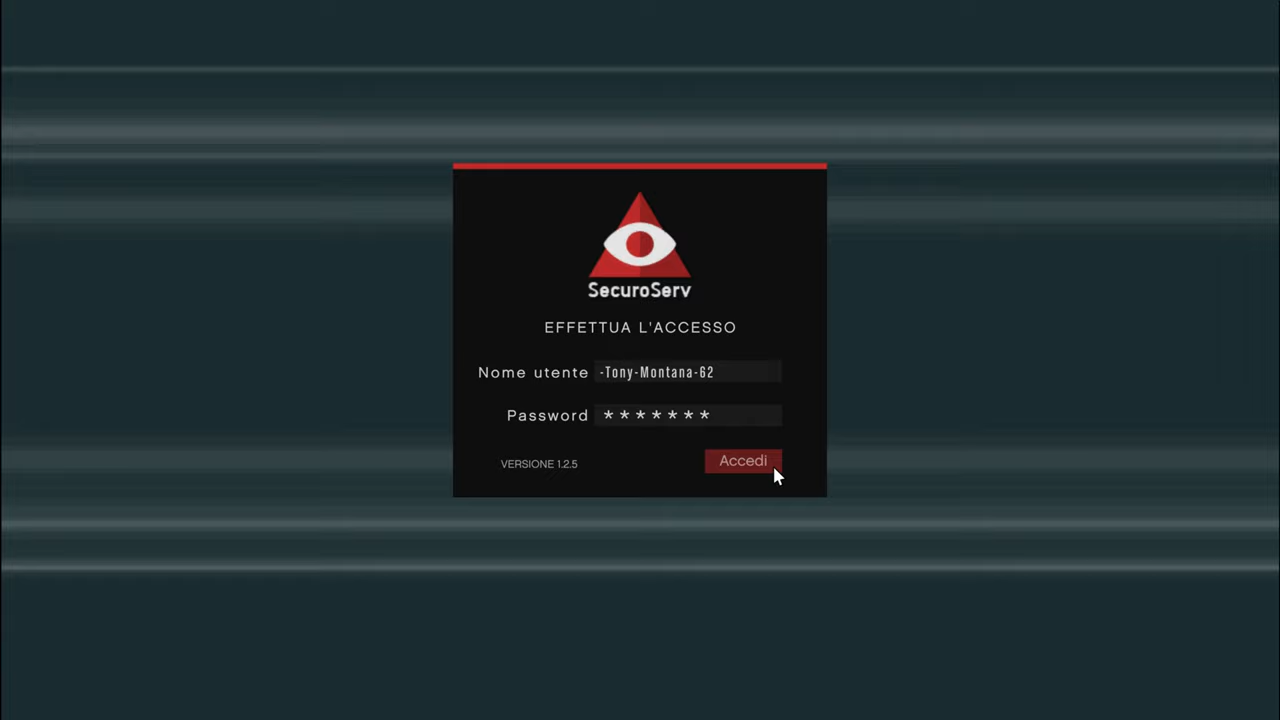 SecuroServ
EFFETTUA L'ACCESSO
Nome utente -Tony-Montana-62
Password *******
VERSIONE 1.2.5
Accedi